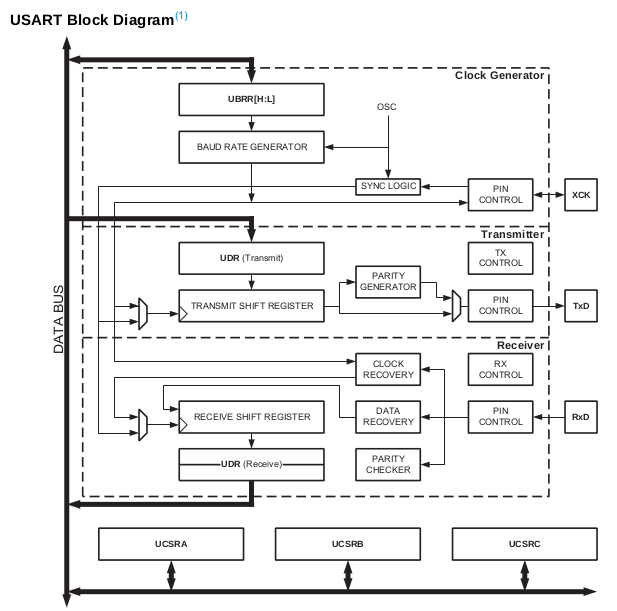 USART Block Diagram(1)
Clock Generator
UBRR[H:L]
OSC
BAUD RATE GENERATOR
SYNC LOGIC
PIN
CONTROL
XCK
Transmitter
UDR (Transmit)
TX
CONTROL
PARITY
GENERATOR
TRANSMIT SHIFT REGISTER
PIN
CONTROL
TxD
DATA BUS
Receiver
CLOCK
RECOVERY
RX
CONTROL
RECEIVE SHIFT REGISTER
DATA
RECOVERY
PIN
CONTROL
RxD
UDR (Receive)
PARITY
CHECKER
UCSRA
UCSRB
UCSRC